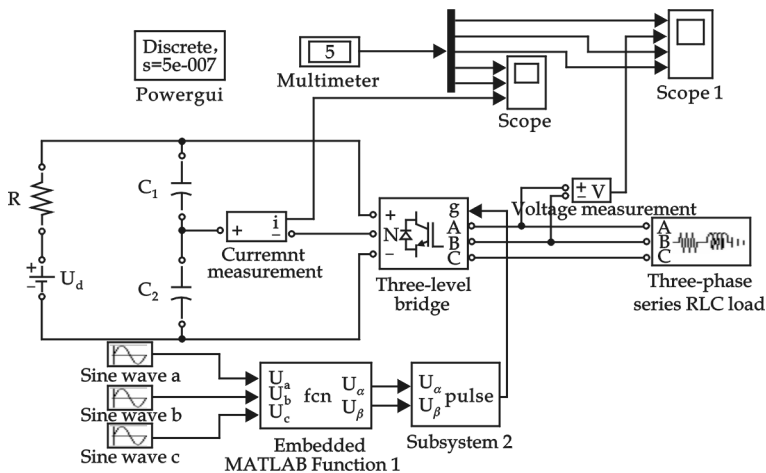 Discrete,
s=5e-007
Powergui
5
Multimeter
Scope
Scope 1
R
C1
C2
+
−
Ud
+
i
−
Curremnt
measurement
+
N
−
g
A
B
C
Three-level
bridge
+
−
V
Voltage measurement
A
B
C
Three-phase
series RLC load
Sine wave a
Sine wave b
Sine wave c
Ua
Ub
Uc
fcn
Uα
Uβ
Embedded
MATLAB Function 1
Uα
Uβ
pulse
Subsystem 2